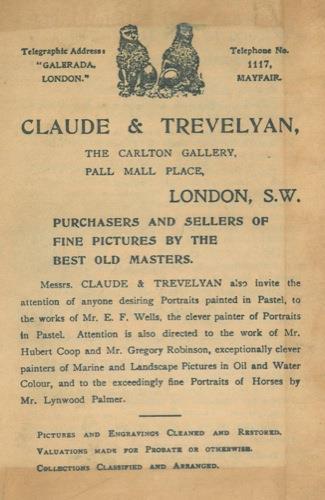 Telegraphic Address:
"GALERADA,
LONDON."
Telephone No.
1117,
MAYFAIR.
CLAUDE & TREVELYAN,
THE CARLTON GALLERY,
PALL MALL PLACE,
LONDON, S.W.
PURCHASERS AND SELLERS OF
FINE PICTURES BY THE
BEST OLD MASTERS.
Messrs. CLAUDE & TREVELYAN also invite the
attention of anyone desiring Portraits painted in Pastel, to
the works of Mr. E. F. Wells, the clever painter of Portraits
in Pastel. Attention is also directed to the work of Mr.
Hubert Coop and Mr. Gregory Robinson, exceptionally clever
painters of Marine and Landscape Pictures in Oil and Water
Colour, and to the exceedingly fine Portraits of Horses by
Mr. Lynwood Palmer.
Pictures and Engravings Cleaned and Restored.
Valuations made for Probate or otherwise.
Collections Classified and Arranged.